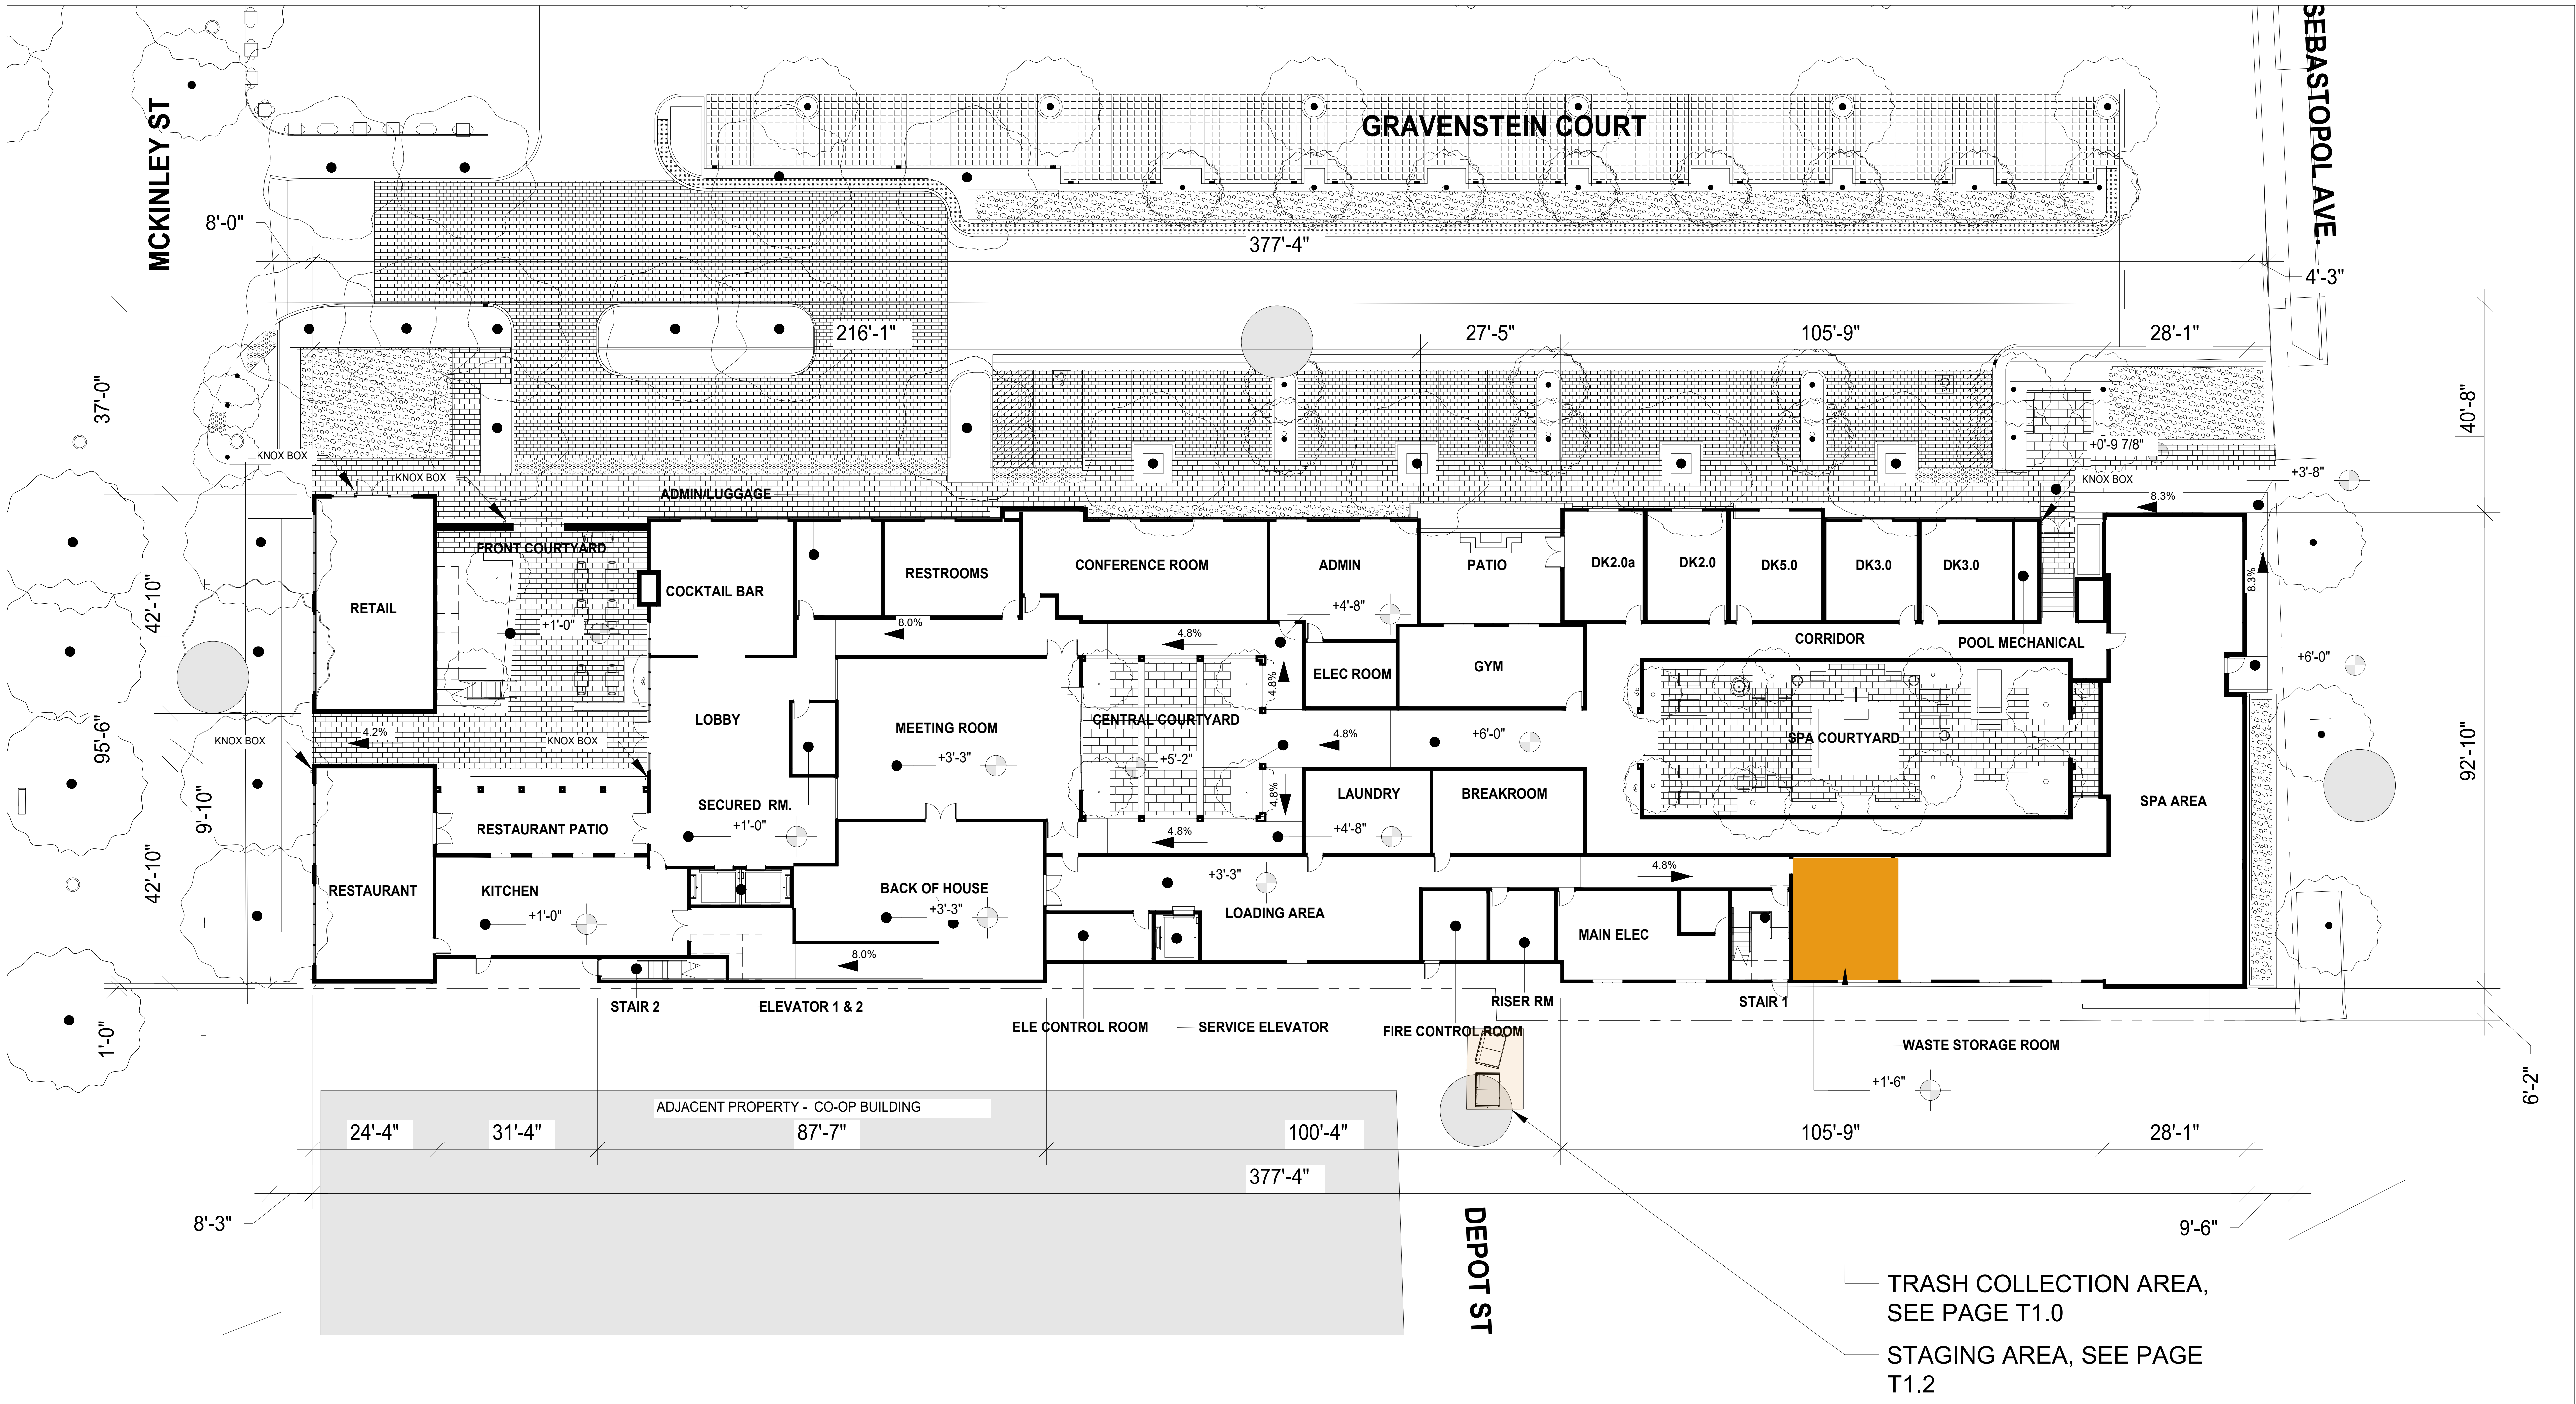 MCKINLEY ST
SEBASTOPOL AVE.
GRAVENSTEIN COURT
8'-0"
377'-4"
4'-3"
216'-1"
27'-5"
105'-9"
28'-1"
37'-0"
40'-8"
KNOX BOX
KNOX BOX
ADMIN/LUGGAGE
+0'-9 7/8"
+3'-8"
KNOX BOX
8.3%
FRONT COURTYARD
COCKTAIL BAR
RESTROOMS
CONFERENCE ROOM
ADMIN
PATIO
DK2.0a
DK2.0
DK5.0
DK3.0
DK3.0
8.3%
42'-10"
RETAIL
+1'-0"
8.0%
+4'-8"
4.8%
CORRIDOR
POOL MECHANICAL
ELEC ROOM
GYM
+6'-0"
4.8%
LOBBY
MEETING ROOM
CENTRAL COURTYARD
4.2%
KNOX BOX
KNOX BOX
4.8%
+6'-0"
SPA COURTYARD
95'-6"
+3'-3"
+5'-2"
92'-10"
9'-10"
SECURED RM.
+1'-0"
4.8%
LAUNDRY
BREAKROOM
SPA AREA
RESTAURANT PATIO
4.8%
+4'-8"
42'-10"
RESTAURANT
KITCHEN
+1'-0"
BACK OF HOUSE
+3'-3"
+3'-3"
LOADING AREA
4.8%
MAIN ELEC
8.0%
1'-0"
STAIR 2
ELEVATOR 1 & 2
ELE CONTROL ROOM
SERVICE ELEVATOR
FIRE CONTROL ROOM
RISER RM
STAIR 1
WASTE STORAGE ROOM
+1'-6"
6'-2"
ADJACENT PROPERTY - CO-OP BUILDING
24'-4"
31'-4"
87'-7"
100'-4"
105'-9"
28'-1"
377'-4"
8'-3"
9'-6"
DEPOT ST
TRASH COLLECTION AREA,
SEE PAGE T1.0
STAGING AREA, SEE PAGE
T1.2